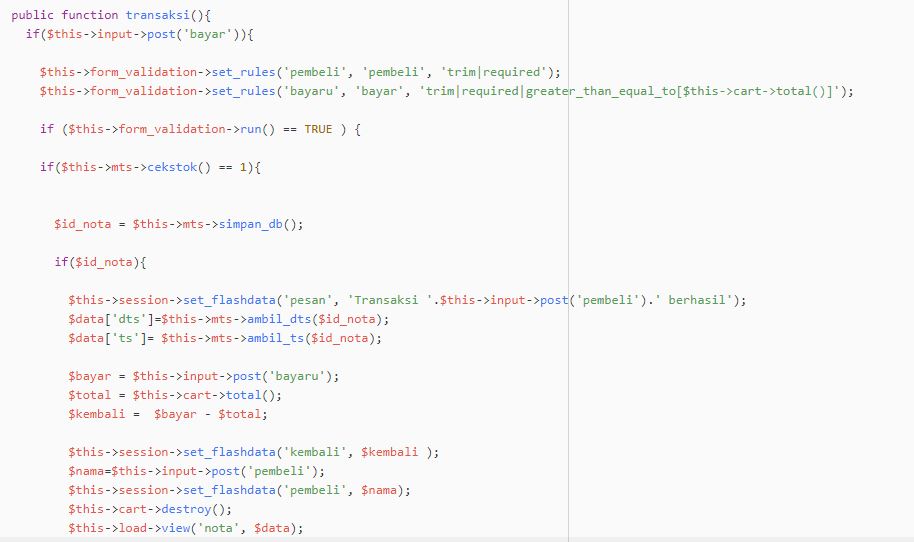 public function transaksi(){
if($this->input->post('bayar')){
$this->form_validation->set_rules('pembeli', 'pembeli', 'trim|required');
$this->form_validation->set_rules('bayaru', 'bayar', 'trim|required|greater_than_equal_to[$this->cart->total()]');
if ($this->form_validation->run() == TRUE ) {
if($this->mts->cekstok() == 1){
$id_nota = $this->mts->simpan_db();
if($id_nota){
$this->session->set_flashdata('pesan', 'Transaksi '.$this->input->post('pembeli').' berhasil');
$data['dts']=$this->mts->ambil_dts($id_nota);
$data['ts']= $this->mts->ambil_ts($id_nota);
$bayar = $this->input->post('bayaru');
$total = $this->cart->total();
$kembali =  $bayar - $total;
$this->session->set_flashdata('kembali', $kembali );
$nama=$this->input->post('pembeli');
$this->session->set_flashdata('pembeli', $nama);
$this->cart->destroy();
$this->load->view('nota', $data);